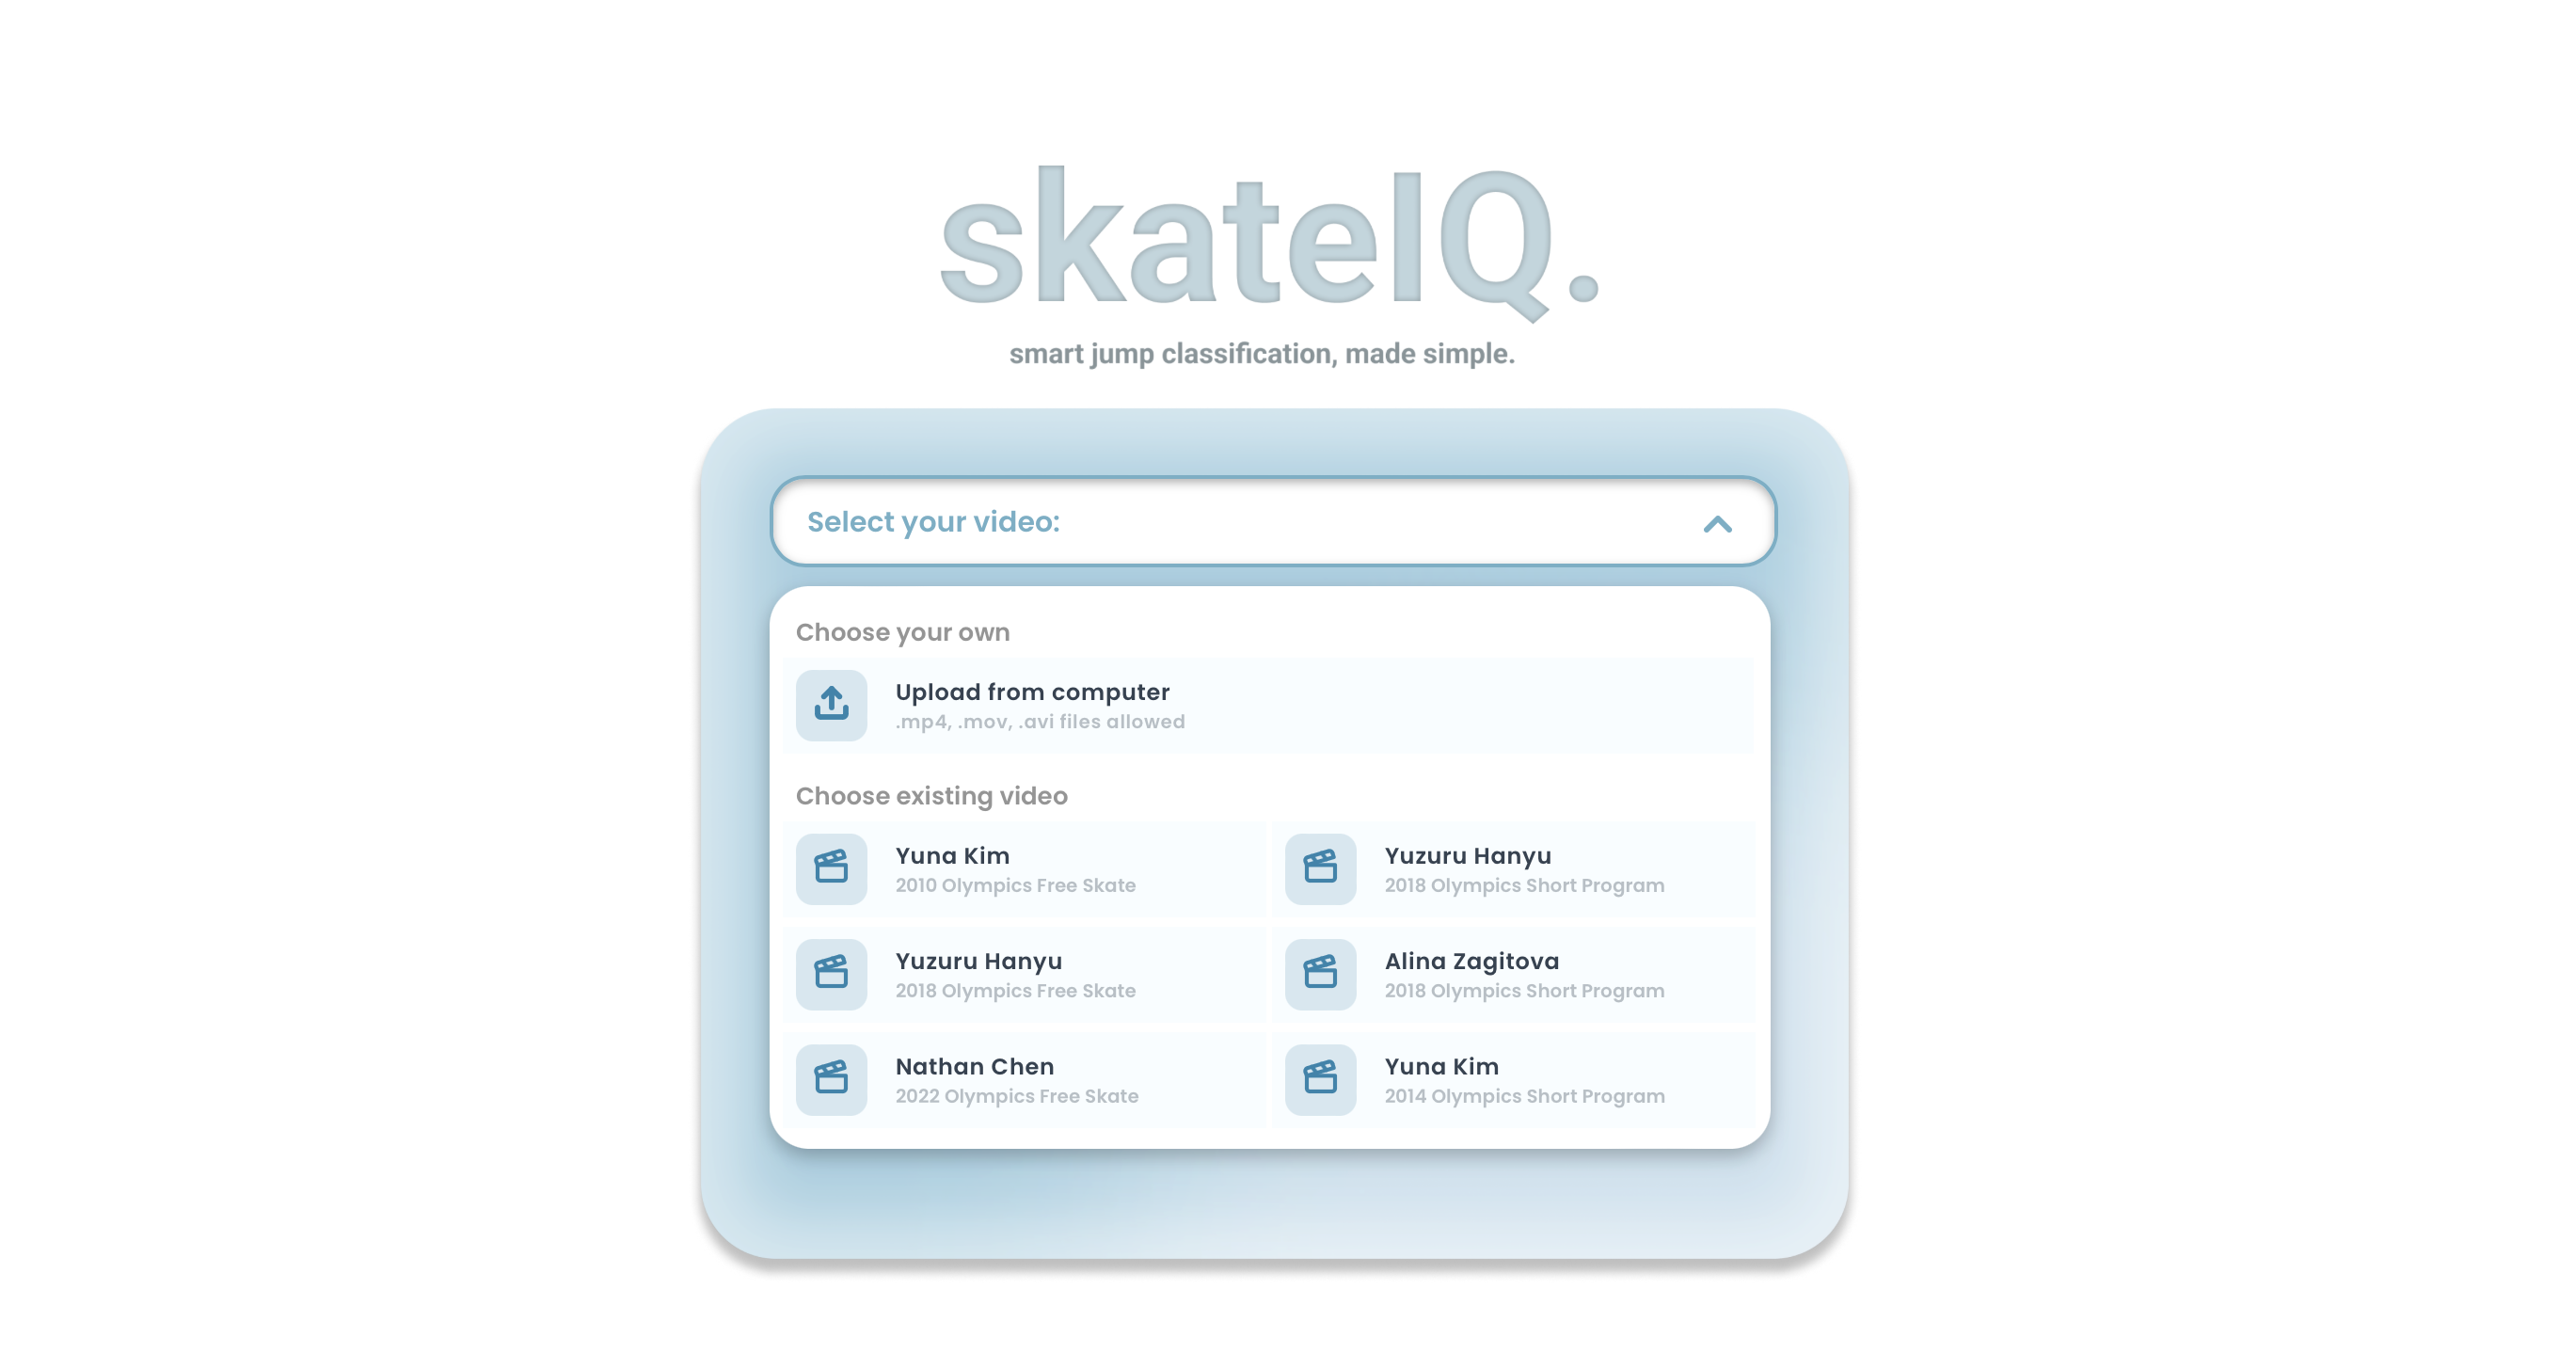 skateIQ.
smart jump classification, made simple.
Select your video:
Choose your own
Upload from computer
.mp4, .mov, .avi files allowed
Choose existing video
Yuna Kim
2010 Olympics Free Skate
Yuzuru Hanyu
2018 Olympics Short Program
Yuzuru Hanyu
2018 Olympics Free Skate
Alina Zagitova
2018 Olympics Short Program
Nathan Chen
2022 Olympics Free Skate
Yuna Kim
2014 Olympics Short Program